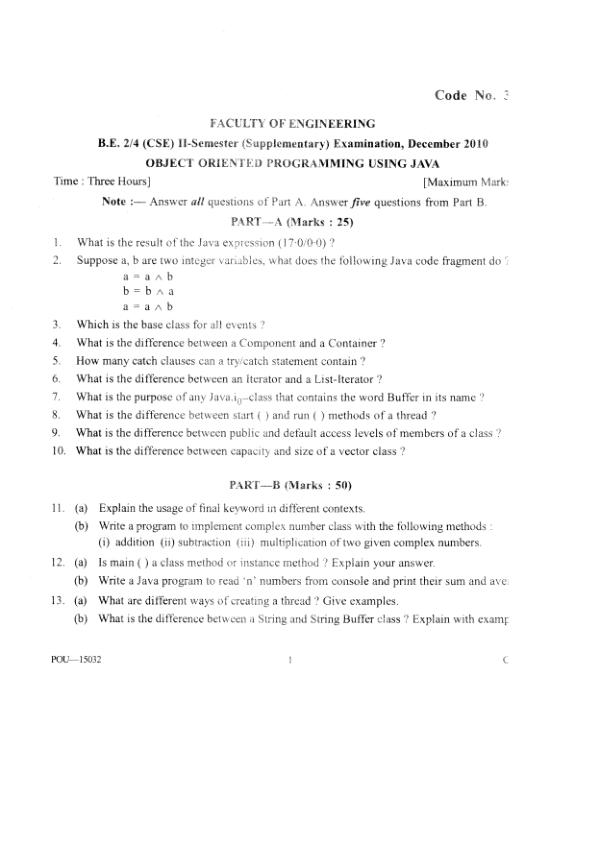 Code No. 3
FACULTY OF ENGINEERING
B.E. 2/4 (CSE) II-Semester (Supplementary) Examination, December 2010
OBJECT ORIENTED PROGRAMMING USING JAVA
Time : Three Hours] [Maximum Mark
Note :— Answer all questions of Part A. Answer five questions from Part B.
PART—A (Marks : 25)
1. What is the result of the Java expression (17·0/0·0) ?
2. Suppose a, b are two integer variables, what does the following Java code fragment do ?
a = a ∧ b
b = b ∧ a
a = a ∧ b
3. Which is the base class for all events ?
4. What is the difference between a Component and a Container ?
5. How many catch clauses can a try/catch statement contain ?
6. What is the difference between an Iterator and a List-Iterator ?
7. What is the purpose of any Java.io–class that contains the word Buffer in its name ?
8. What is the difference between start ( ) and run ( ) methods of a thread ?
9. What is the difference between public and default access levels of members of a class ?
10. What is the difference between capacity and size of a vector class ?
PART—B (Marks : 50)
11. (a) Explain the usage of final keyword in different contexts.
(b) Write a program to implement complex number class with the following methods :
(i) addition (ii) subtraction (iii) multiplication of two given complex numbers.
12. (a) Is main ( ) a class method or instance method ? Explain your answer.
(b) Write a Java program to read ‘n’ numbers from console and print their sum and ave
13. (a) What are different ways of creating a thread ? Give examples.
(b) What is the difference between a String and String Buffer class ? Explain with examp
POU—15032 1 C